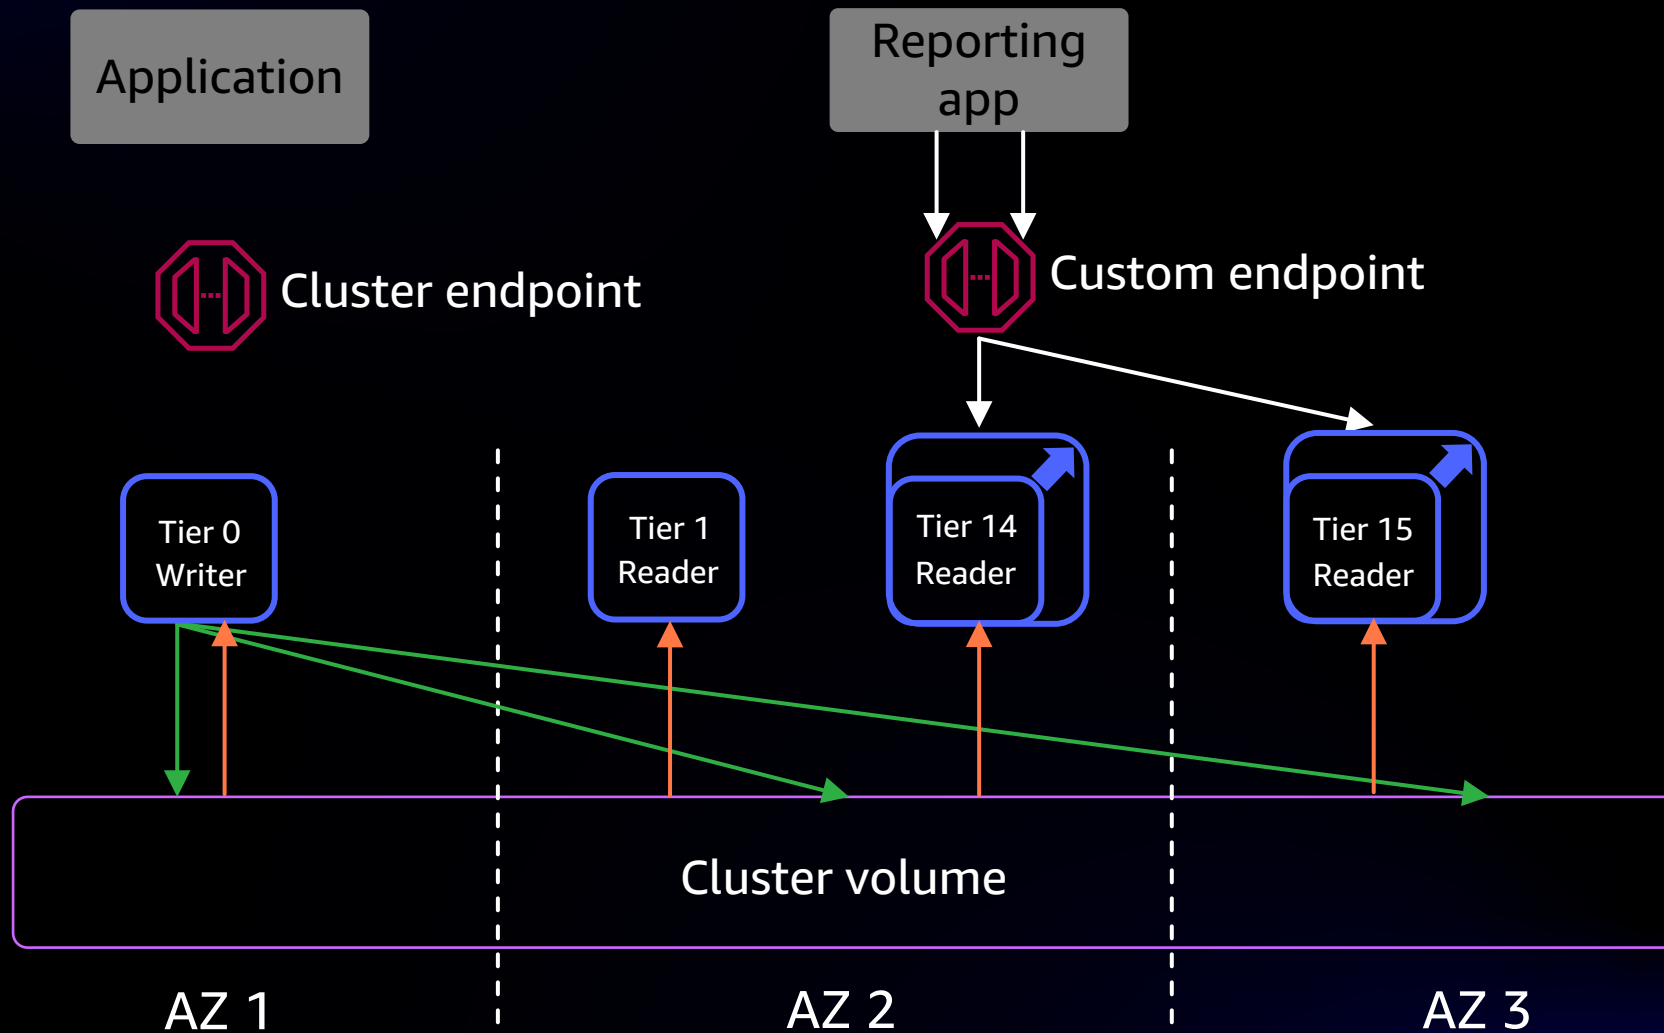 Application
Reporting
app
Cluster endpoint
Custom endpoint
Tier 0
Writer
Tier 1
Reader
Tier 14
Reader
Tier 15
Reader
Cluster volume
AZ 1
AZ 2
AZ 3